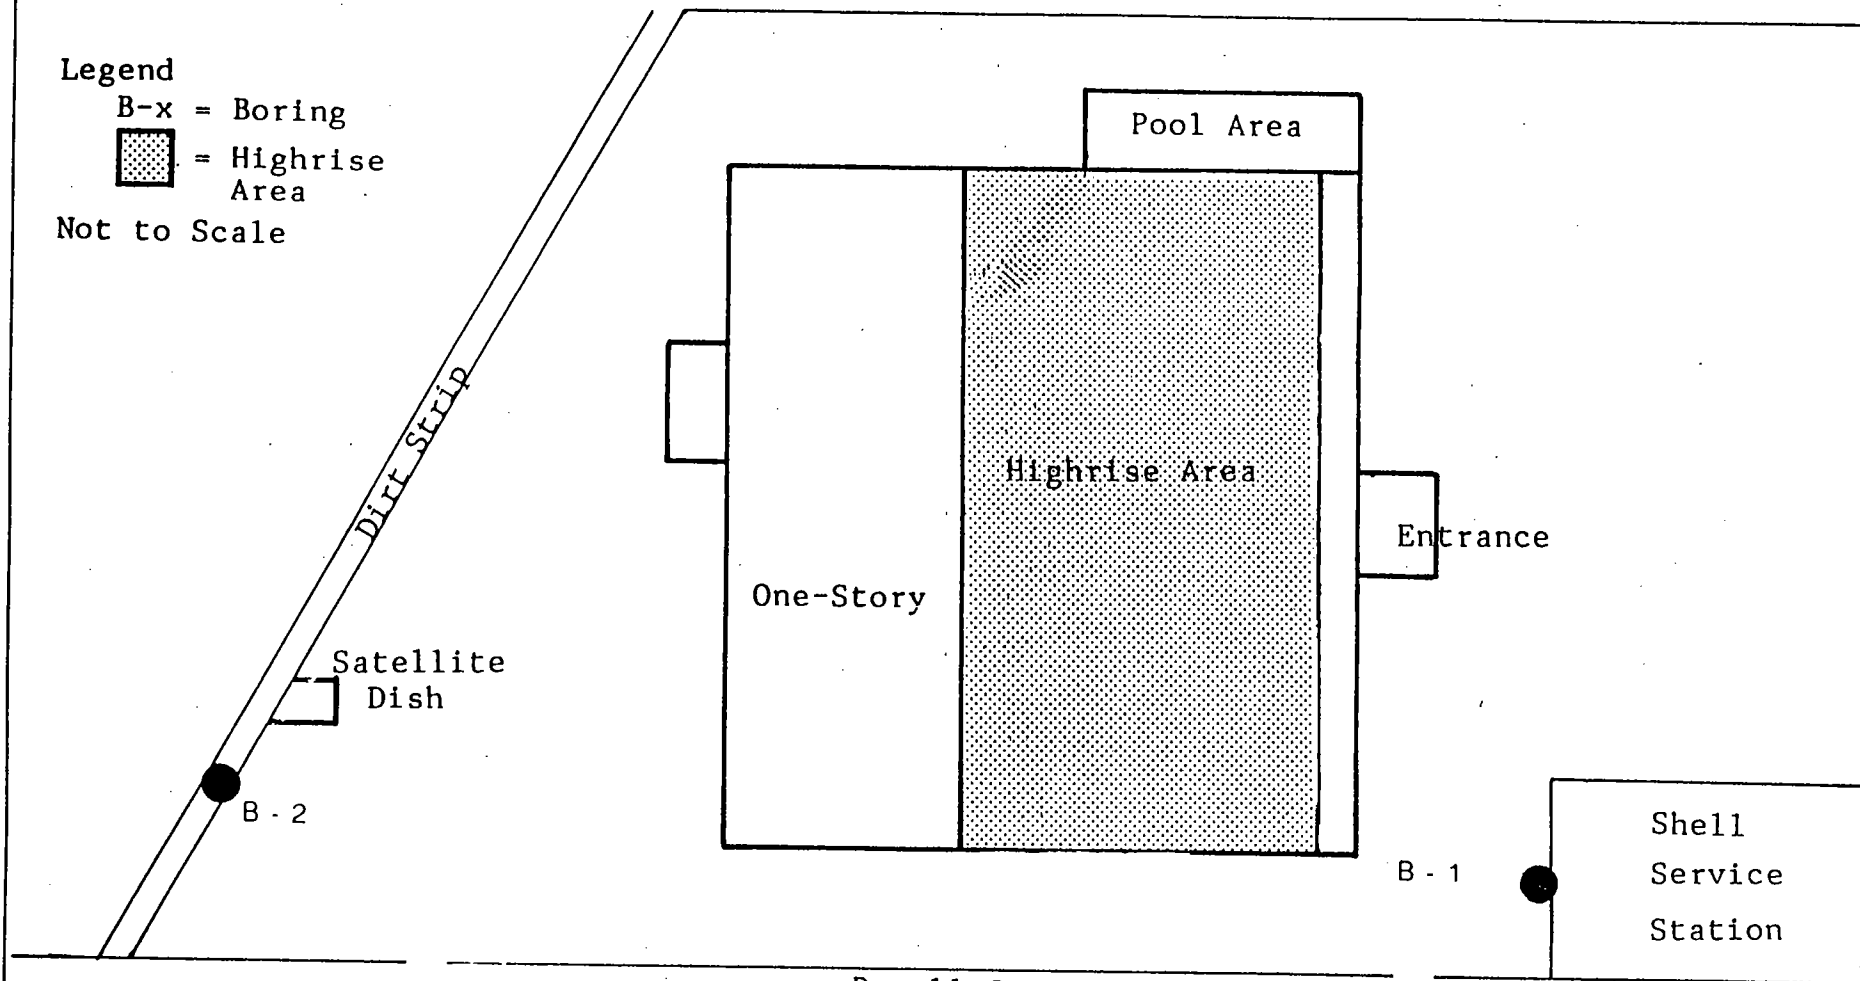 Legend
B-x = Boring
= Highrise
Area
Not to Scale
Pool Area
Dirt Strip
Highrise Area
Entrance
One-Story
Satellite
Dish
B - 2
B - 1
Shell
Service
Station